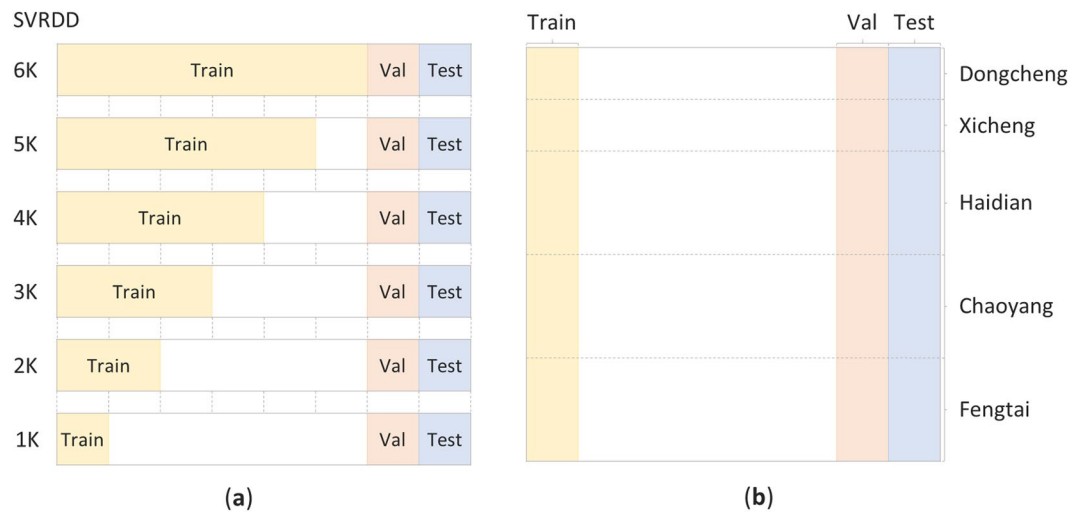 SVRDD
6K Train Val Test
5K Train Val Test
4K Train Val Test
3K Train Val Test
2K Train Val Test
1K Train Val Test
(a)
Train Val Test
Dongcheng
Xicheng
Haidian
Chaoyang
Fengtai
(b)